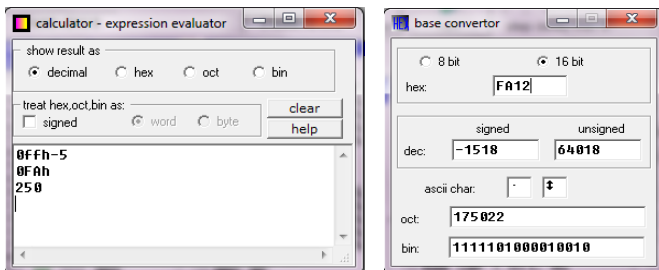 calculator - expression evaluator
show result as
decimal hex oct bin
treat hex,oct,bin as:
signed word byte
clear
help
0ffh-5
0FAh
250
HEX base convertor
8 bit 16 bit
hex: FA12
signed unsigned
dec: -1518 64018
ascii char: · ↕
oct: 175022
bin: 1111101000010010